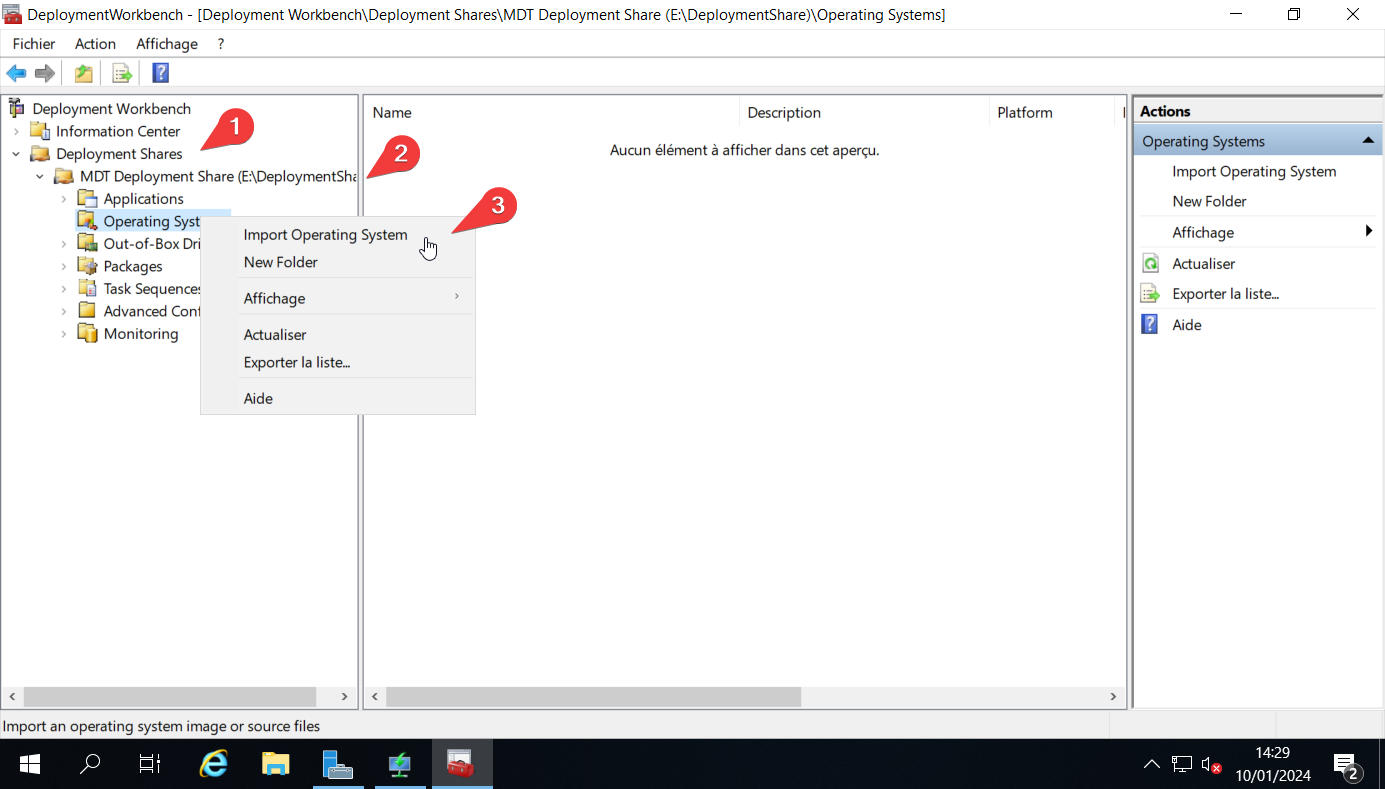 DeploymentWorkbench - [Deployment Workbench\Deployment Shares\MDT Deployment Share (E:\DeploymentShare)\Operating Systems]
Fichier Action Affichage ?
Deployment Workbench
Information Center
Deployment Shares
MDT Deployment Share (E:\DeploymentSha
Applications
Operating Syst
Out-of-Box Dri
Packages
Task Sequences
Advanced Conf
Monitoring
1
2
3
Import Operating System
New Folder
Affichage
Actualiser
Exporter la liste...
Aide
Name Description Platform
Aucun élément à afficher dans cet aperçu.
Actions
Operating Systems
Import Operating System
New Folder
Affichage
Actualiser
Exporter la liste...
Aide
Import an operating system image or source files
14:29
10/01/2024
2